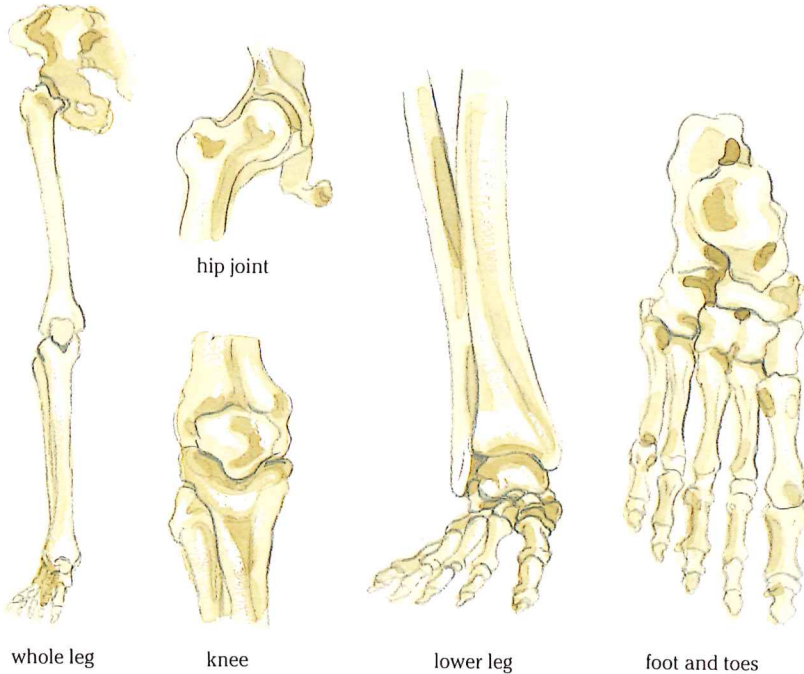 hip joint
whole leg
knee
lower leg
foot and toes